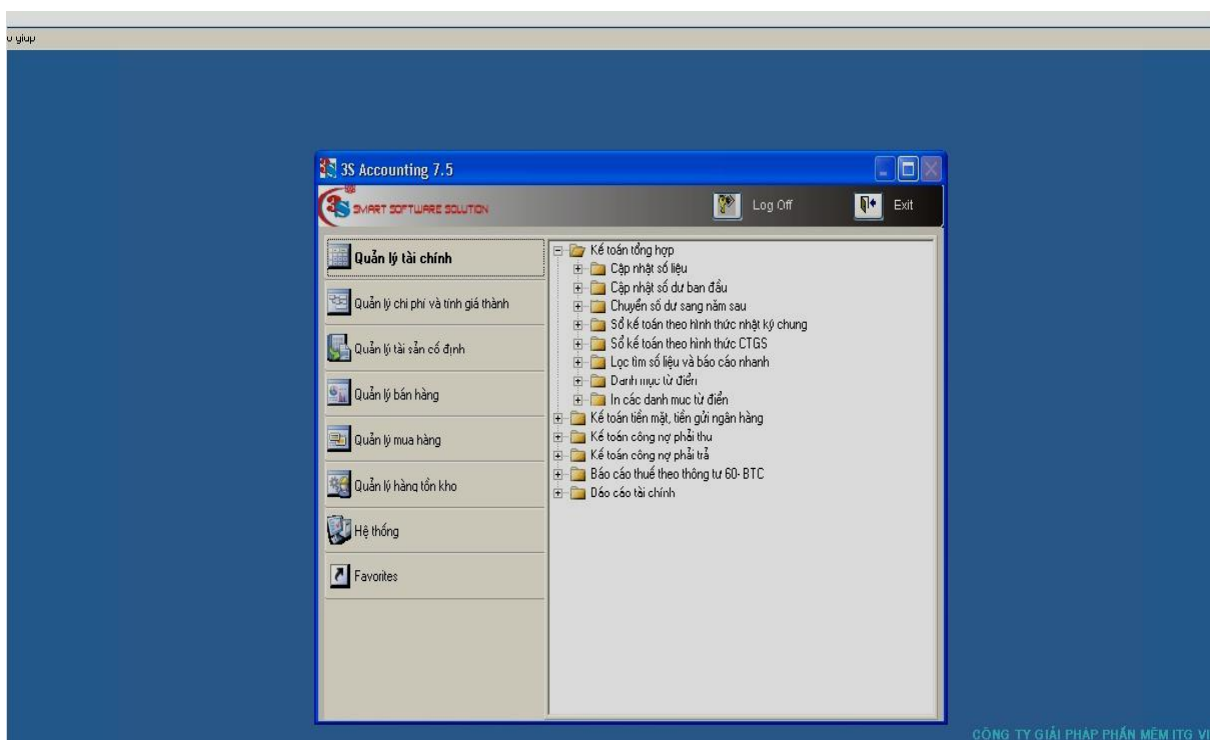 u giup
3S Accounting 7.5
3S SMART SOFTWARE SOLUTION
Log Off
Exit
Quản lý tài chính
Quản lý chi phí và tính giá thành
Quản lý tài sản cố định
Quản lý bán hàng
Quản lý mua hàng
Quản lý hàng tồn kho
Hệ thống
Favorites
Kế toán tổng hợp
Cập nhật số liệu
Cập nhật số dư ban đầu
Chuyển số dư sang năm sau
Sổ kế toán theo hình thức nhật ký chung
Sổ kế toán theo hình thức CTGS
Lọc tìm số liệu và báo cáo nhanh
Danh mục từ điển
In các danh mục từ điển
Kế toán tiền mặt, tiền gửi ngân hàng
Kế toán công nợ phải thu
Kế toán công nợ phải trả
Báo cáo thuế theo thông tư 60- BTC
Báo cáo tài chính
CÔNG TY GIẢI PHÁP PHẦN MỀM ITG VI